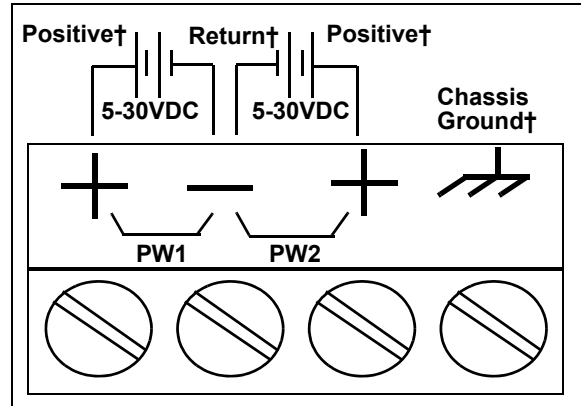 Positive† Return† Positive†
5-30VDC 5-30VDC
Chassis
Ground†
PW1 PW2